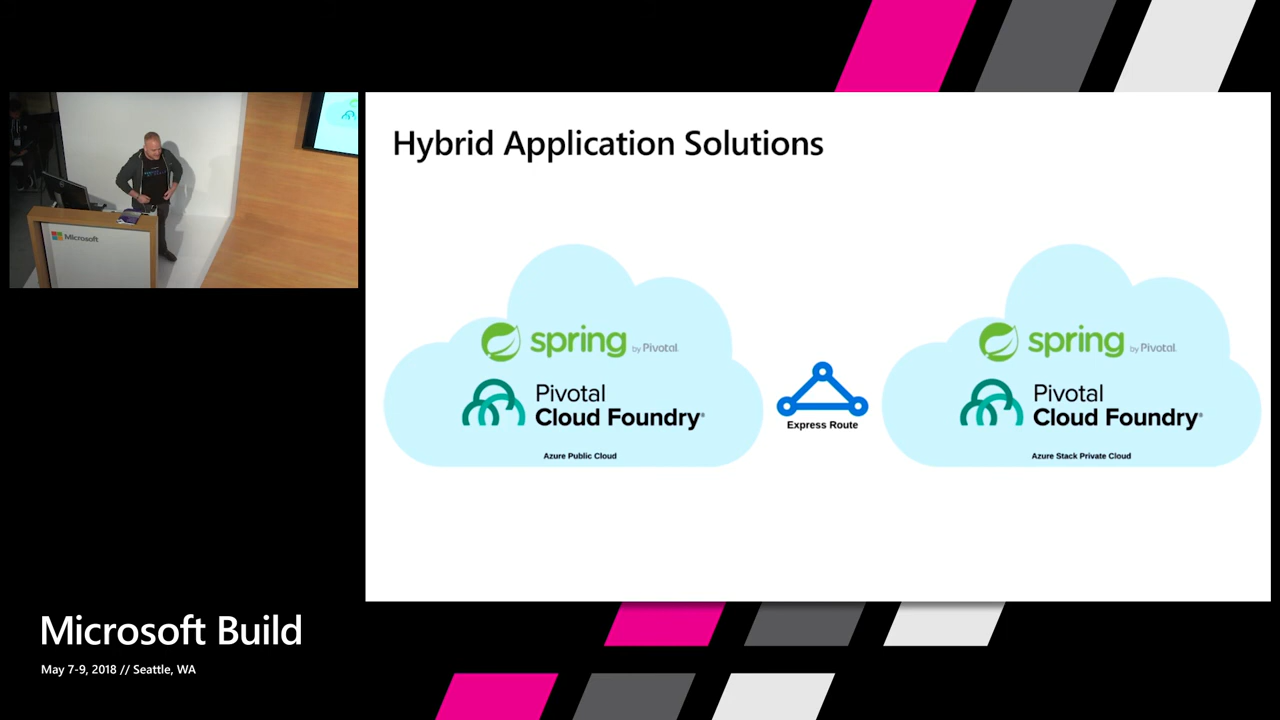 Hybrid Application Solutions
spring by Pivotal
Pivotal
Cloud Foundry®
Azure Public Cloud
Express Route
spring by Pivotal
Pivotal
Cloud Foundry®
Azure Stack Private Cloud
Microsoft
Microsoft Build
May 7-9, 2018 // Seattle, WA